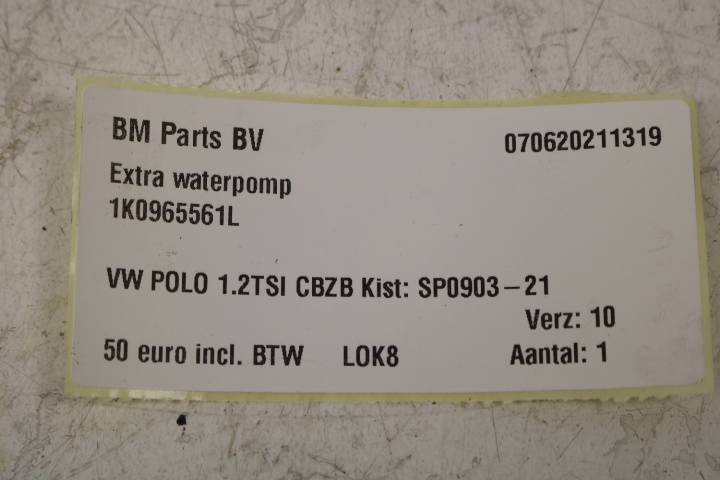 BM Parts BV
070620211319
Extra waterpomp
1K0965561L
VW POLO 1.2TSI CBZB Kist: SP0903-21
Verz: 10
50 euro incl. BTW LOK8 Aantal: 1